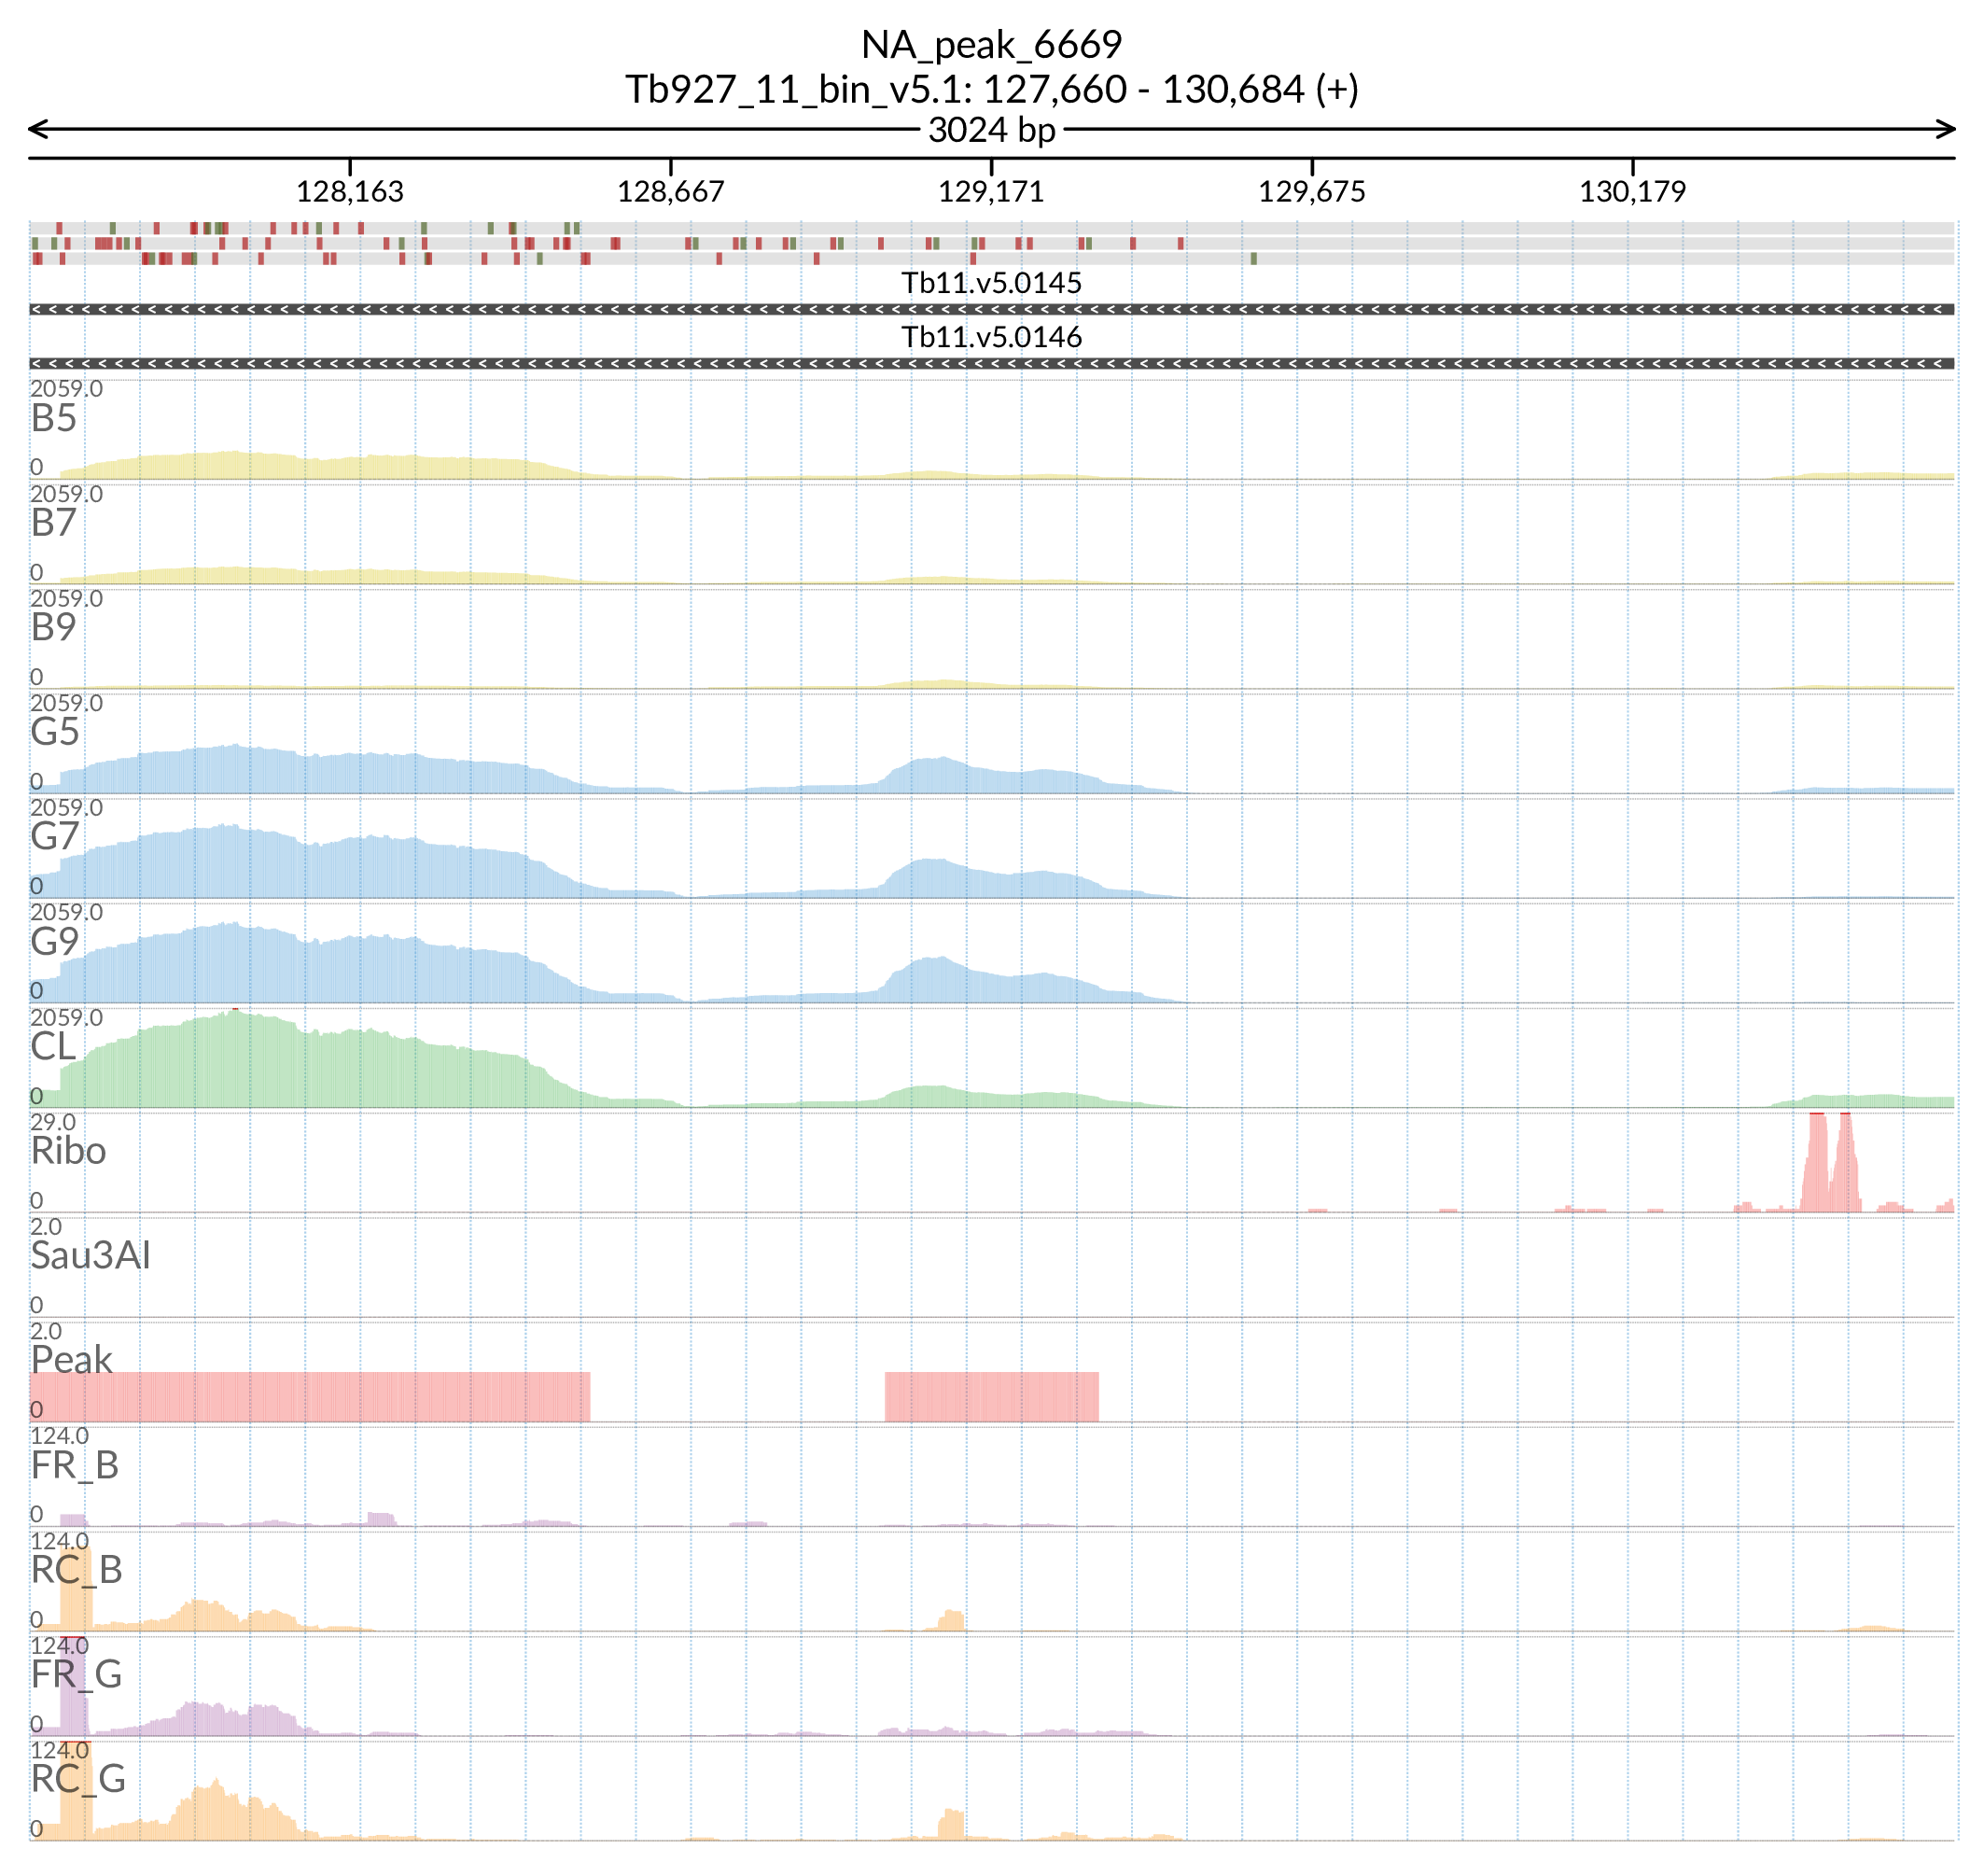 NA_peak_6669
Tb927_11_bin_v5.1: 127,660 - 130,684 (+)
3024 bp
128,163 128,667 129,171 129,675 130,179
Tb11.v5.0145
Tb11.v5.0146
2059.0
B5
0
2059.0
B7
0
2059.0
B9
0
2059.0
G5
0
2059.0
G7
0
2059.0
G9
0
2059.0
CL
0
29.0
Ribo
0
2.0
Sau3AI
0
2.0
Peak
0
124.0
FR_B
0
124.0
RC_B
0
124.0
FR_G
0
124.0
RC_G
0